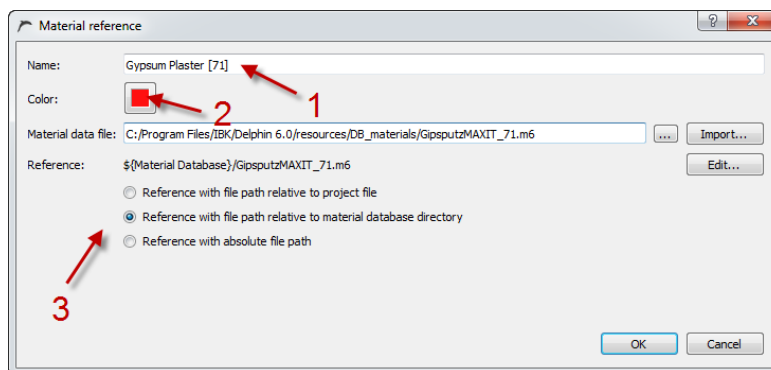 Material reference
Name: Gypsum Plaster [71]
1
Color:
2
Material data file: C:/Program Files/IBK/Delphin 6.0/resources/DB_materials/GipsputzMAXIT_71.m6 ... Import...
Reference: ${Material Database}/GipsputzMAXIT_71.m6 Edit...
Reference with file path relative to project file
Reference with file path relative to material database directory
Reference with absolute file path
3
OK Cancel